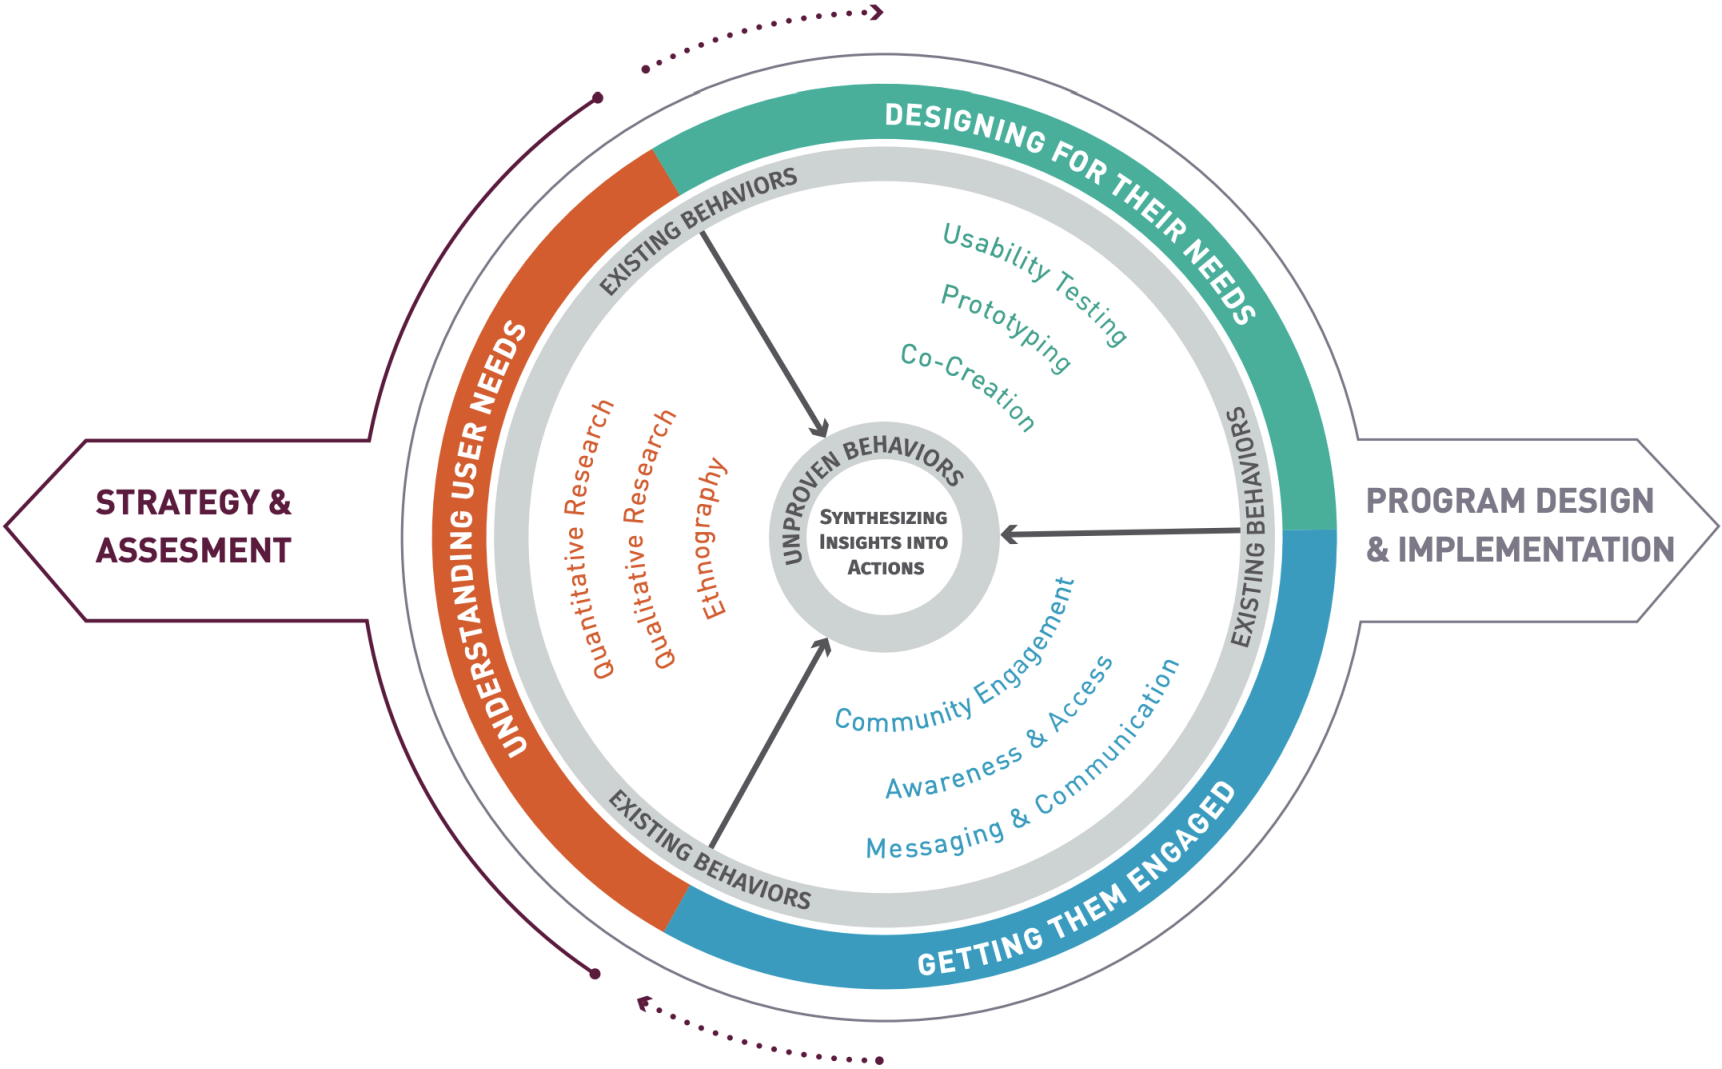 STRATEGY &
ASSESMENT
UNDERSTANDING USER NEEDS
Quantitative Research
Qualitative Research
Ethnography
EXISTING BEHAVIORS
DESIGNING FOR THEIR NEEDS
Usability Testing
Prototyping
Co-Creation
UNPROVEN BEHAVIORS
SYNTHESIZING
INSIGHTS INTO
ACTIONS
EXISTING BEHAVIORS
PROGRAM DESIGN
& IMPLEMENTATION
Community Engagement
Awareness & Access
Messaging & Communication
GETTING THEM ENGAGED
EXISTING BEHAVIORS